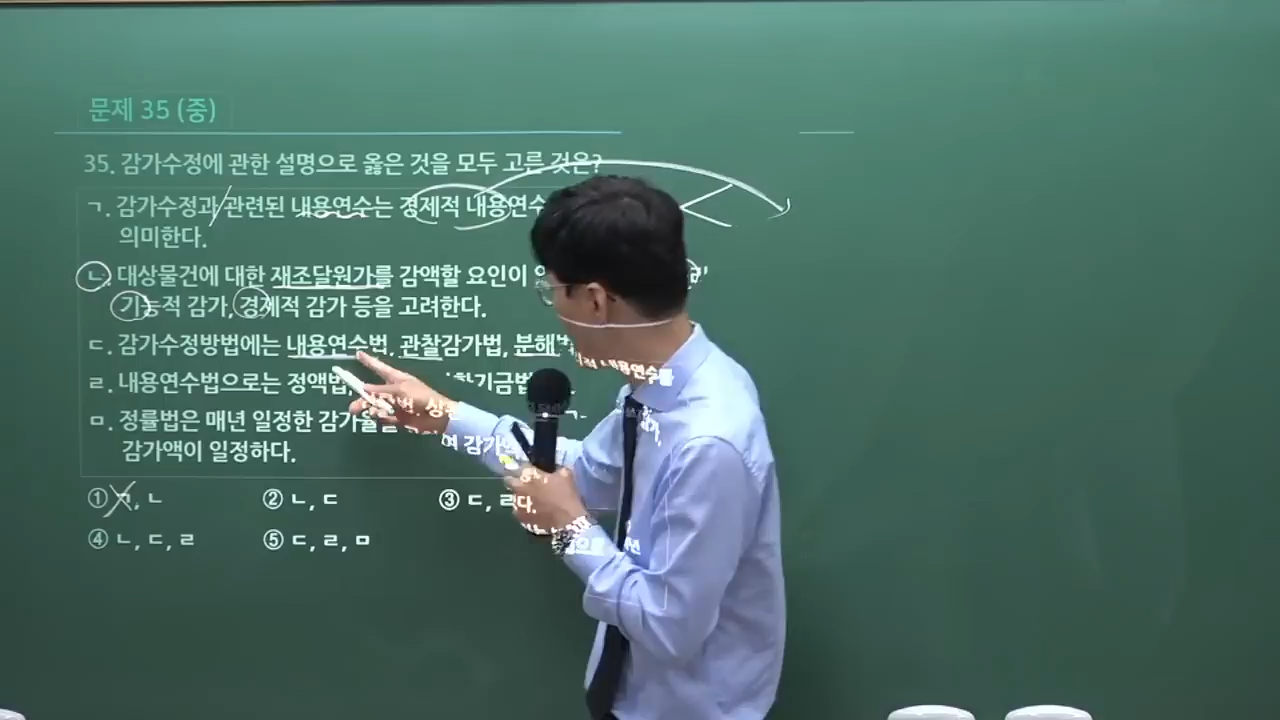 문제 35 (중)
35. 감가수정에 관한 설명으로 옳은 것을 모두 고른 것은?
ㄱ. 감가수정과 관련된 내용연수는 경제적 내용연수
의미한다.
ㄴ. 대상물건에 대한 재조달원가를 감액할 요인이
기능적 감가, 경제적 감가 등을 고려한다.
ㄷ. 감가수정방법에는 내용연수법, 관찰감가법, 분해법
ㄹ. 내용연수법으로는 정액법,
ㅁ. 정률법은 매년 일정한 감가율을
감가액이 일정하다.
① ㄱ, ㄴ ② ㄴ, ㄷ ③ ㄷ, ㄹ
④ ㄴ, ㄷ, ㄹ ⑤ ㄷ, ㄹ, ㅁ